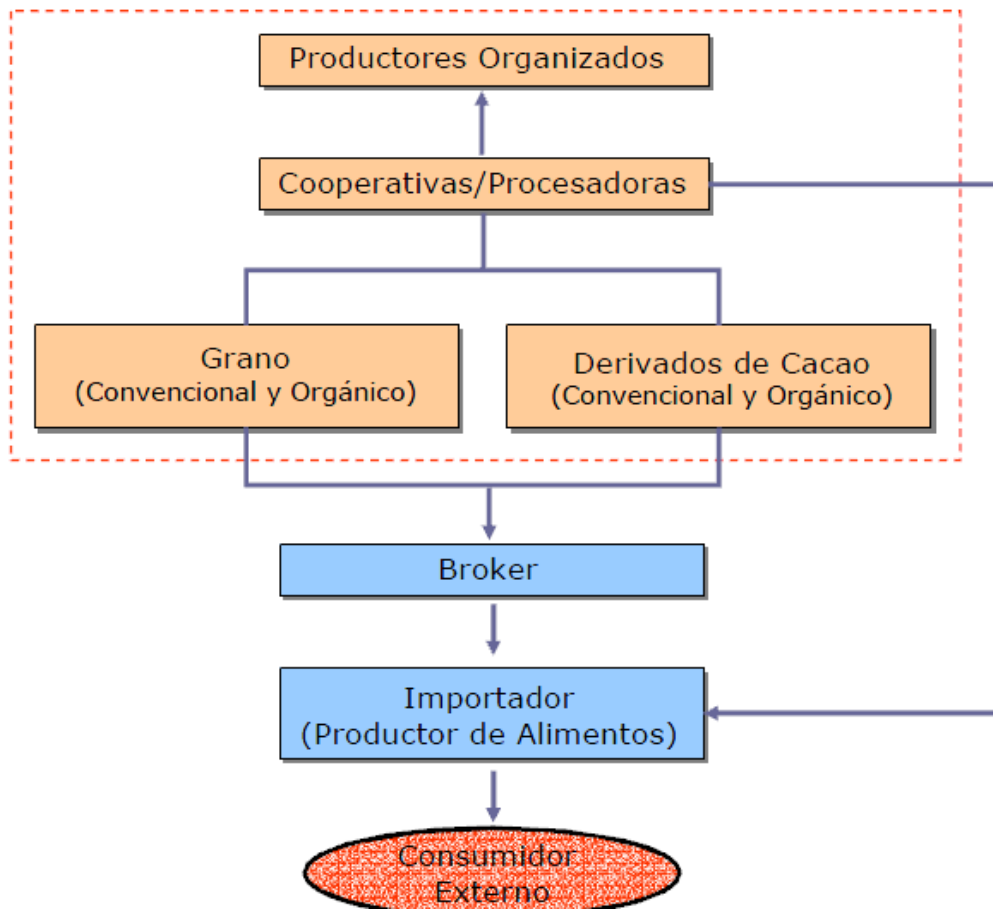 Productores Organizados
Cooperativas/Procesadoras
Grano
(Convencional y Orgánico)
Derivados de Cacao
(Convencional y Orgánico)
Broker
Importador
(Productor de Alimentos)
Consumidor
Externo